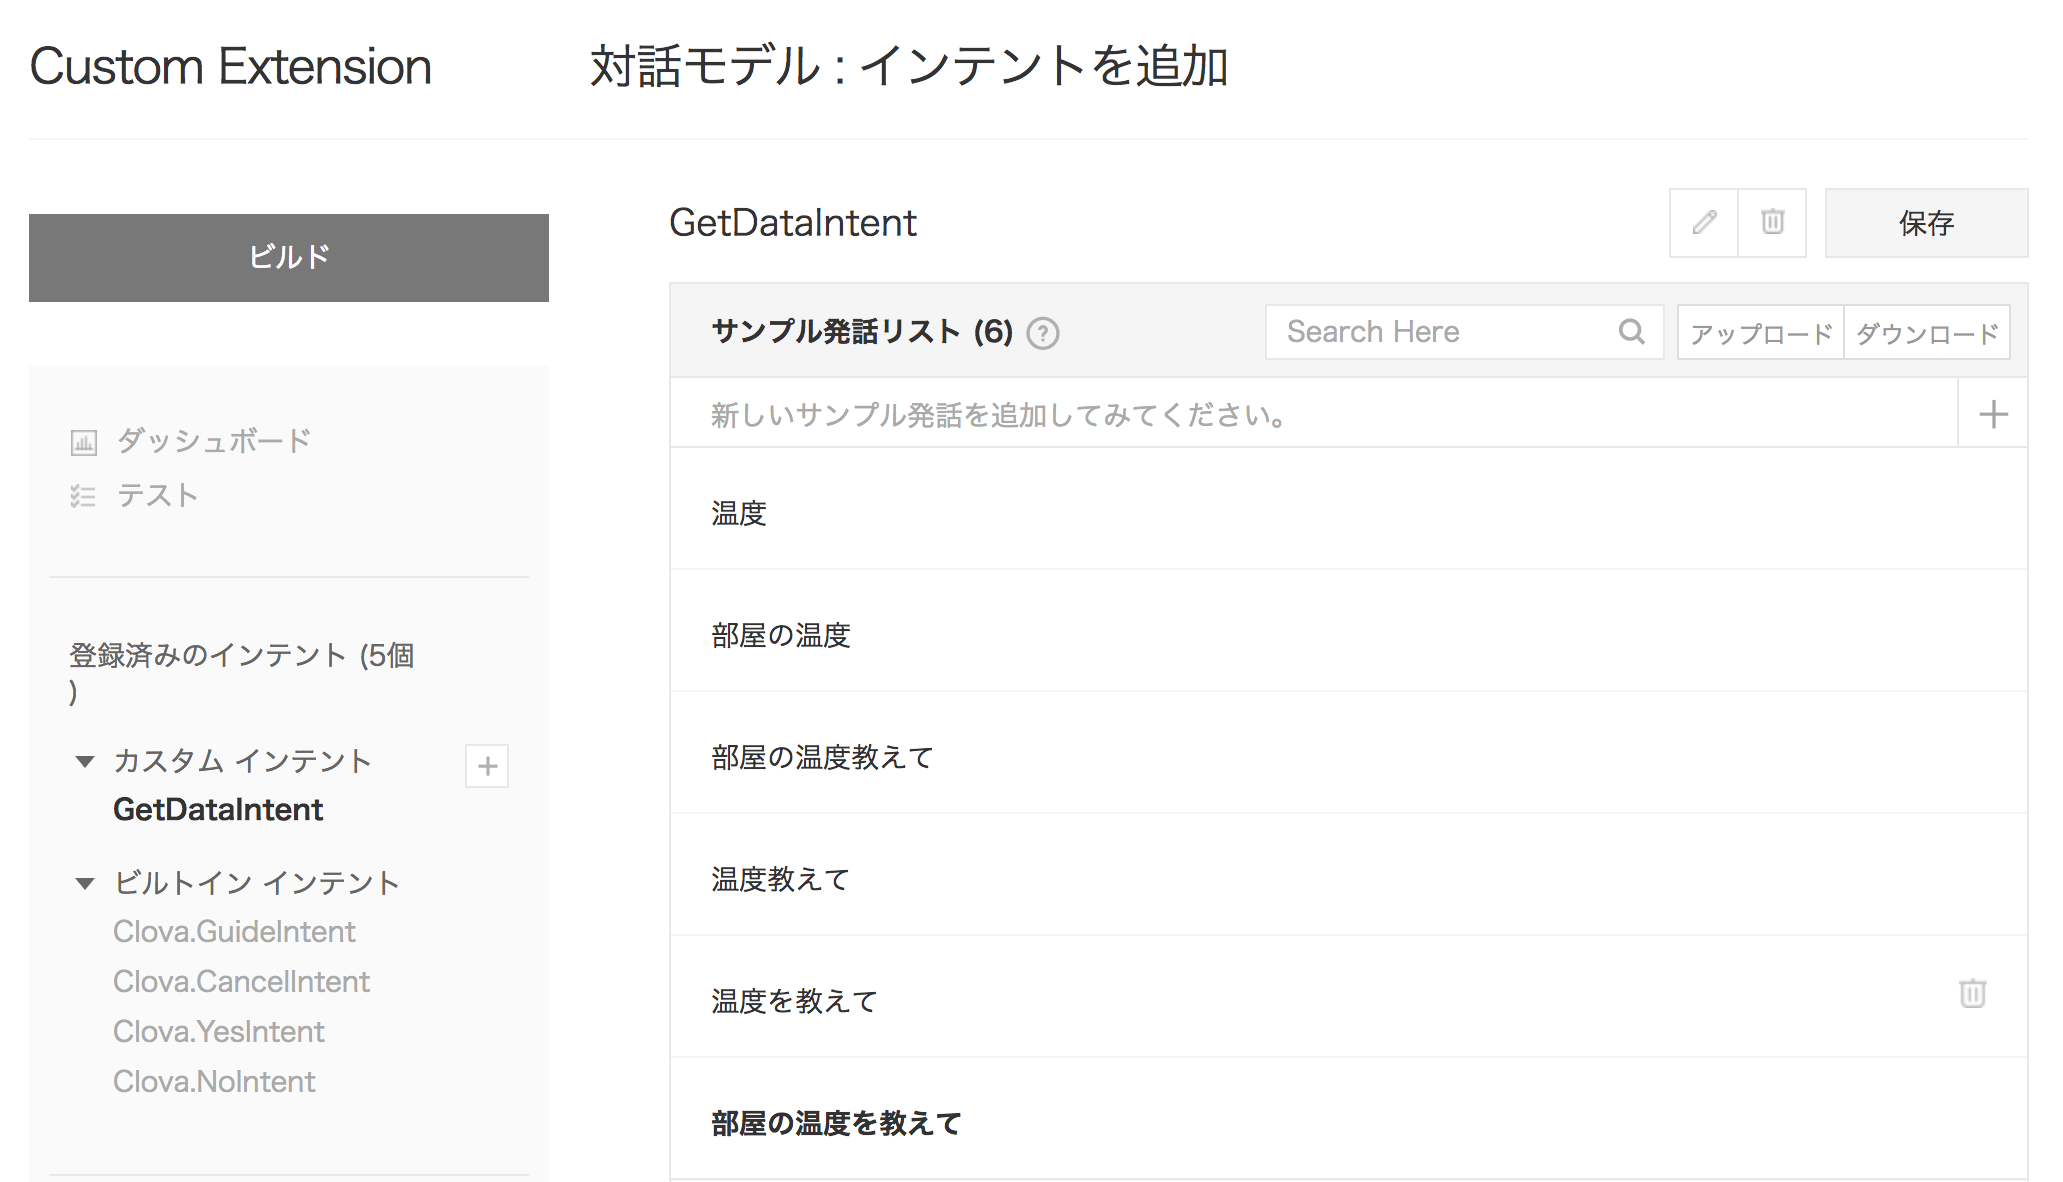 Custom Extension
対話モデル : インテントを追加
ビルド
ダッシュボード
テスト
登録済みのインテント (5個
)
カスタム インテント
GetDataIntent
ビルトイン インテント
Clova.GuideIntent
Clova.CancelIntent
Clova.YesIntent
Clova.NoIntent
GetDataIntent
保存
サンプル発話リスト (6) ?
Search Here
アップロード
ダウンロード
新しいサンプル発話を追加してみてください。
温度
部屋の温度
部屋の温度教えて
温度教えて
温度を教えて
部屋の温度を教えて